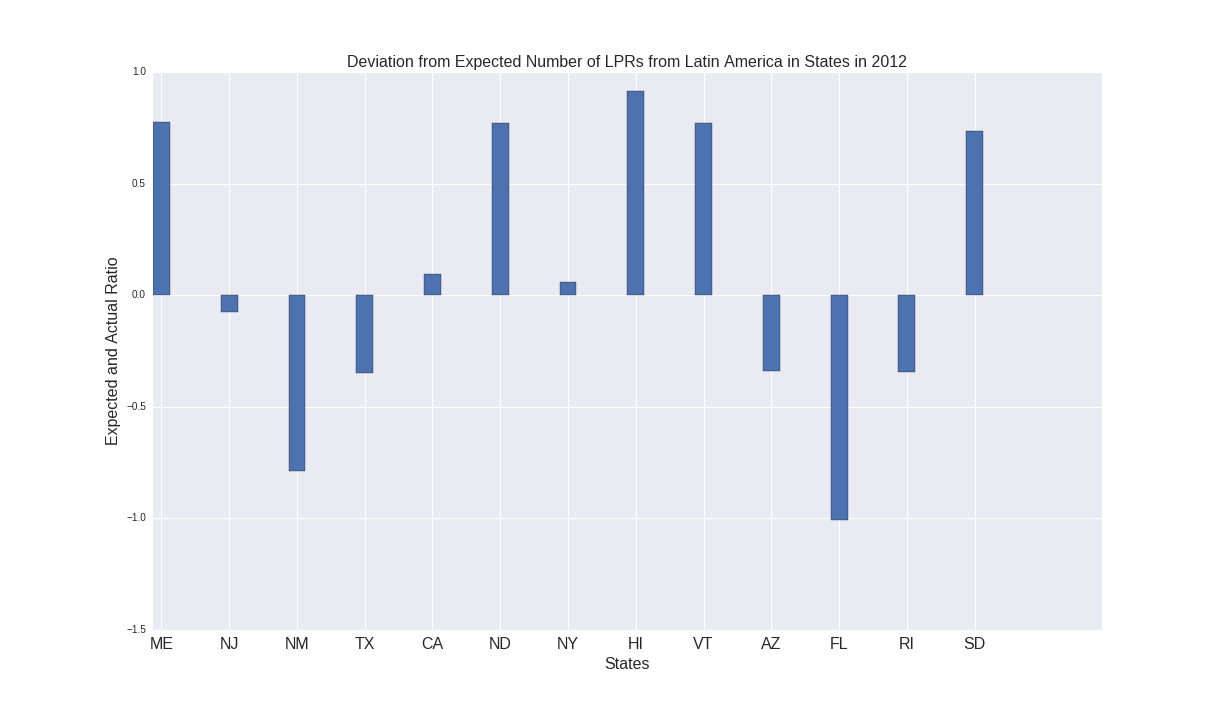 Deviation from Expected Number of LPRs from Latin America in States in 2012
1.0
0.5
0.0
−0.5
−1.0
−1.5
Expected and Actual Ratio
ME NJ NM TX CA ND NY HI VT AZ FL RI SD
States